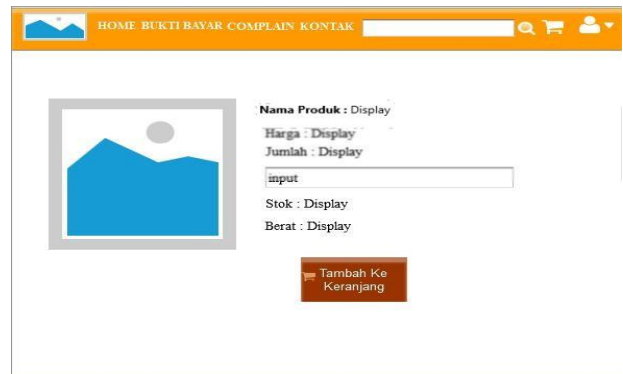 HOME BUKTI BAYAR COMPLAIN KONTAK
Nama Produk : Display
Harga : Display
Jumlah : Display
input
Stok : Display
Berat : Display
Tambah Ke
Keranjang